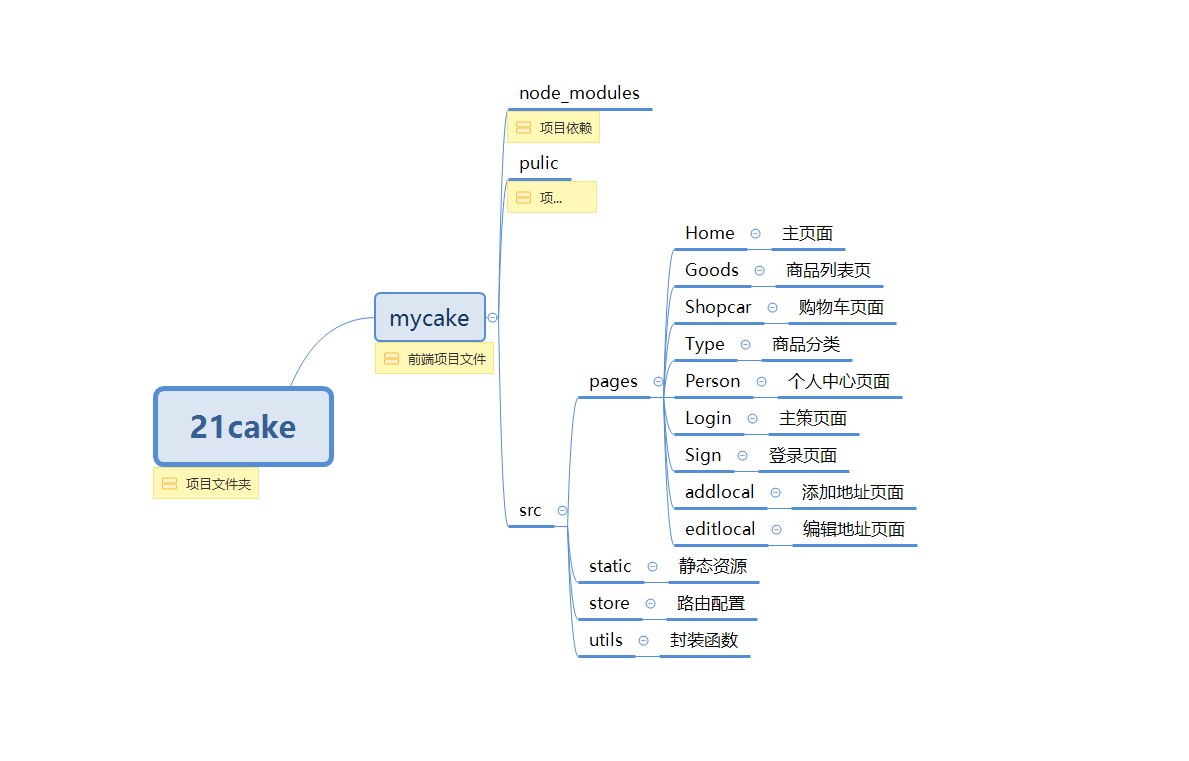 node_modules
项目依赖
pulic
项...
Home 主页面
Goods 商品列表页
Shopcar 购物车页面
mycake
Type 商品分类
前端项目文件
pages
Person 个人中心页面
Login 主策页面
21cake
Sign 登录页面
项目文件夹
addlocal 添加地址页面
src
editlocal 编辑地址页面
static 静态资源
store 路由配置
utils 封装函数